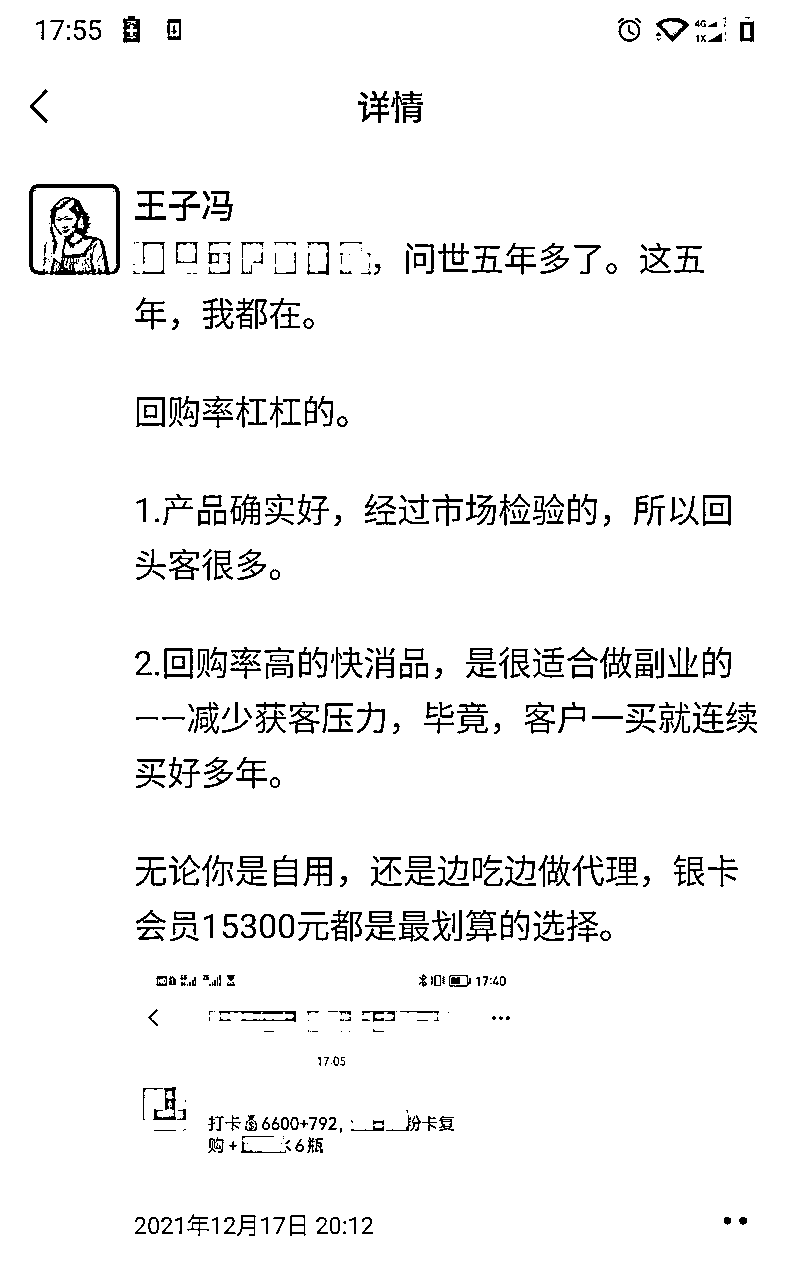 17:55
4G
1X
详情
王子冯
，问世五年多了。这五
年，我都在。
回购率杠杠的。
1.产品确实好，经过市场检验的，所以回
头客很多。
2.回购率高的快消品，是很适合做副业的
——减少获客压力，毕竟，客户一买就连续
买好多年。
无论你是自用，还是边吃边做代理，银卡
会员15300元都是最划算的选择。
17:40
17:05
打卡💰6600+792，粉卡复
购+6瓶
2021年12月17日 20:12